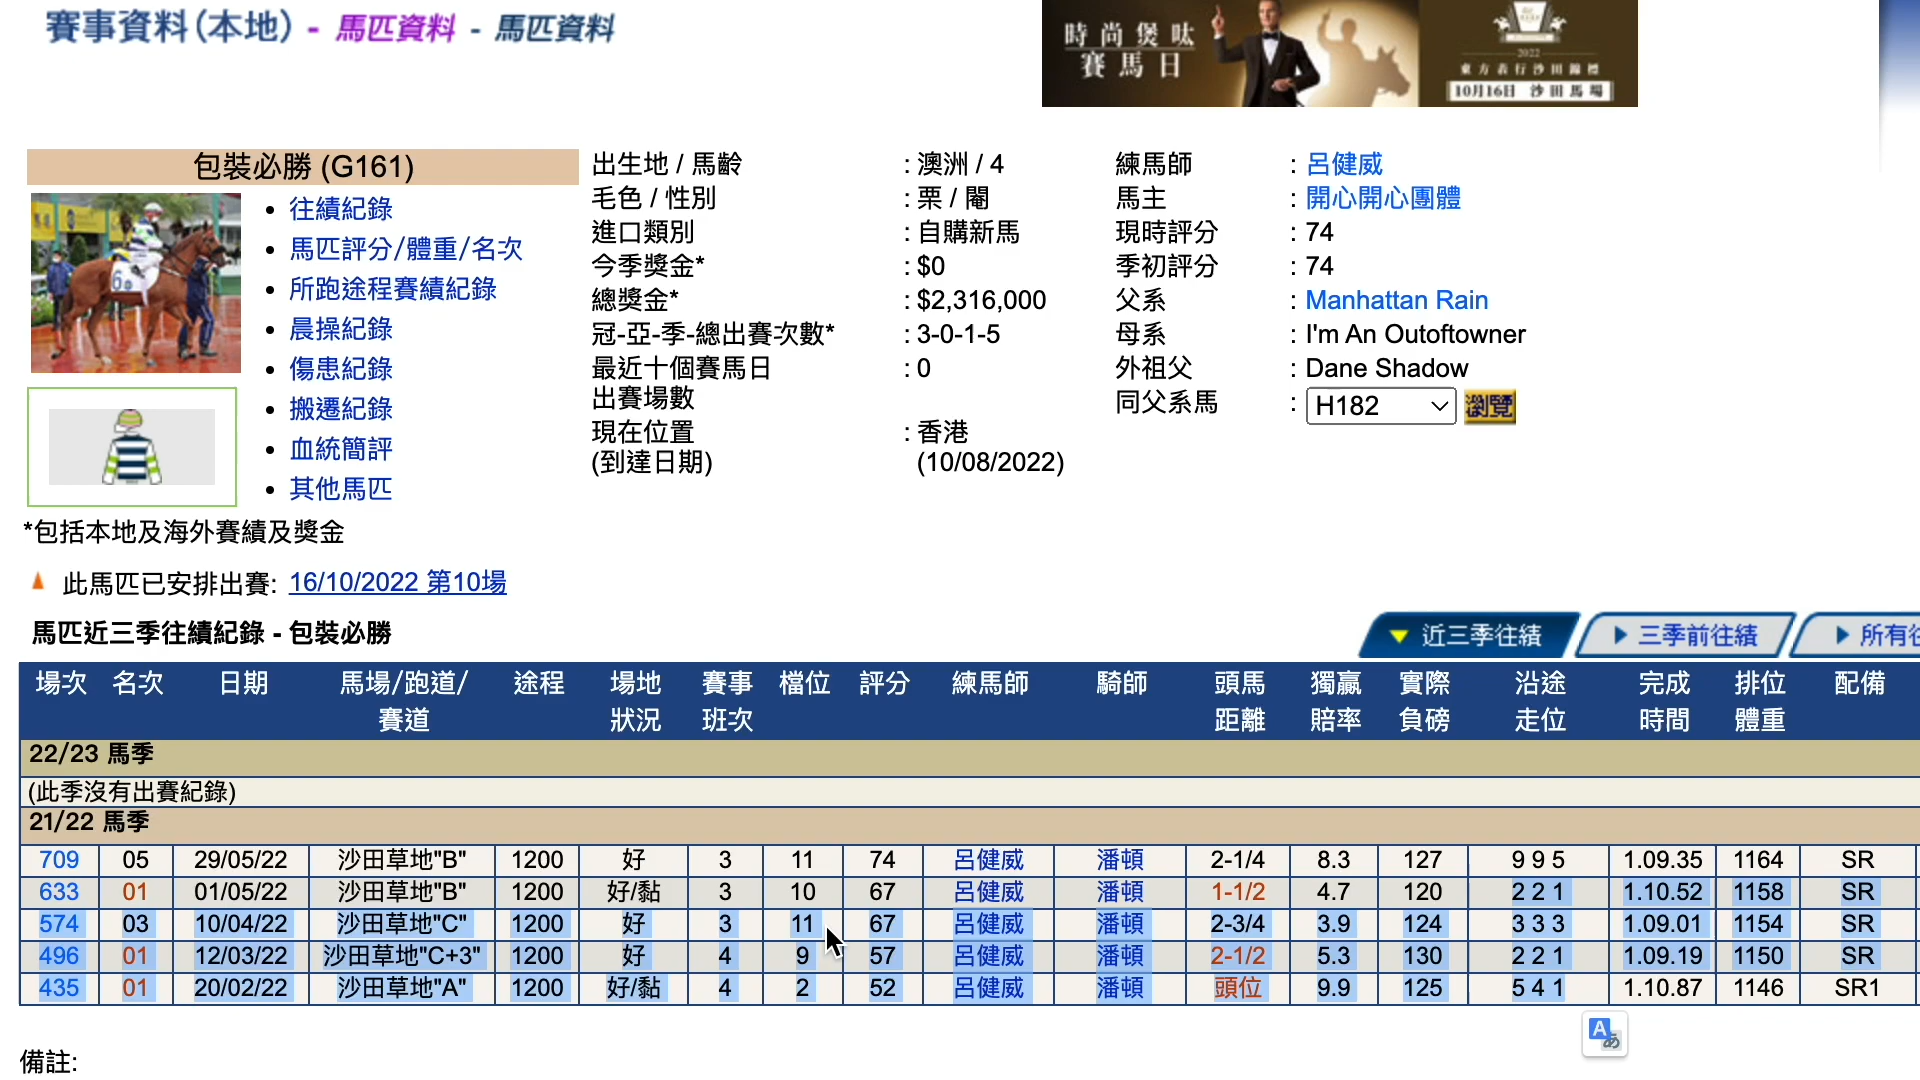 賽事資料(本地) - 馬匹資料 - 馬匹資料
時尚煲呔
賽馬日
2022
東方表行沙田錦標
10月16日 沙田馬場
包裝必勝 (G161)
往績紀錄
馬匹評分/體重/名次
所跑途程賽績紀錄
晨操紀錄
傷患紀錄
搬遷紀錄
血統簡評
其他馬匹
出生地 / 馬齡 : 澳洲 / 4
毛色 / 性別 : 栗 / 閹
進口類別 : 自購新馬
今季獎金* : $0
總獎金* : $2,316,000
冠-亞-季-總出賽次數* : 3-0-1-5
最近十個賽馬日 : 0
出賽場數
現在位置 : 香港
(到達日期) (10/08/2022)
練馬師 : 呂健威
馬主 : 開心開心團體
現時評分 : 74
季初評分 : 74
父系 : Manhattan Rain
母系 : I'm An Outoftowner
外祖父 : Dane Shadow
同父系馬 : H182 瀏覽
*包括本地及海外賽績及獎金
此馬匹已安排出賽: 16/10/2022 第10場
馬匹近三季往績紀錄 - 包裝必勝
近三季往績 三季前往績 所有往
場次 名次 日期 馬場/跑道/ 途程 場地 賽事 檔位 評分 練馬師 騎師 頭馬 獨贏 實際 沿途 完成 排位 配備
賽道 狀況 班次 距離 賠率 負磅 走位 時間 體重
22/23 馬季
(此季沒有出賽紀錄)
21/22 馬季
709 05 29/05/22 沙田草地"B" 1200 好 3 11 74 呂健威 潘頓 2-1/4 8.3 127 9 9 5 1.09.35 1164 SR
633 01 01/05/22 沙田草地"B" 1200 好/黏 3 10 67 呂健威 潘頓 1-1/2 4.7 120 2 2 1 1.10.52 1158 SR
574 03 10/04/22 沙田草地"C" 1200 好 3 11 67 呂健威 潘頓 2-3/4 3.9 124 3 3 3 1.09.01 1154 SR
496 01 12/03/22 沙田草地"C+3" 1200 好 4 9 57 呂健威 潘頓 2-1/2 5.3 130 2 2 1 1.09.19 1150 SR
435 01 20/02/22 沙田草地"A" 1200 好/黏 4 2 52 呂健威 潘頓 頭位 9.9 125 5 4 1 1.10.87 1146 SR1
備註: